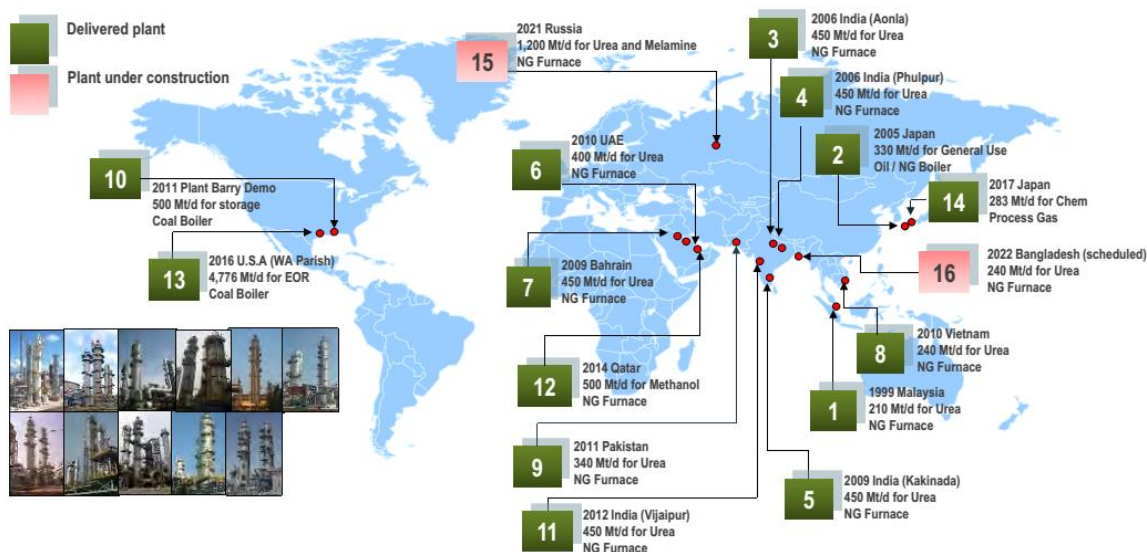 Delivered plant
Plant under construction
15
2021 Russia
1,200 Mt/d for Urea and Melamine
NG Furnace
3
2006 India (Aonla)
450 Mt/d for Urea
NG Furnace
4
2006 India (Phulpur)
450 Mt/d for Urea
NG Furnace
6
2010 UAE
400 Mt/d for Urea
NG Furnace
2
2005 Japan
330 Mt/d for General Use
Oil / NG Boiler
10
2011 Plant Barry Demo
500 Mt/d for storage
Coal Boiler
14
2017 Japan
283 Mt/d for Chem
Process Gas
13
2016 U.S.A (WA Parish)
4,776 Mt/d for EOR
Coal Boiler
7
2009 Bahrain
450 Mt/d for Urea
NG Furnace
16
2022 Bangladesh (scheduled)
240 Mt/d for Urea
NG Furnace
8
2010 Vietnam
240 Mt/d for Urea
NG Furnace
12
2014 Qatar
500 Mt/d for Methanol
NG Furnace
1
1999 Malaysia
210 Mt/d for Urea
NG Furnace
9
2011 Pakistan
340 Mt/d for Urea
NG Furnace
5
2009 India (Kakinada)
450 Mt/d for Urea
NG Furnace
11
2012 India (Vijaipur)
450 Mt/d for Urea
NG Furnace